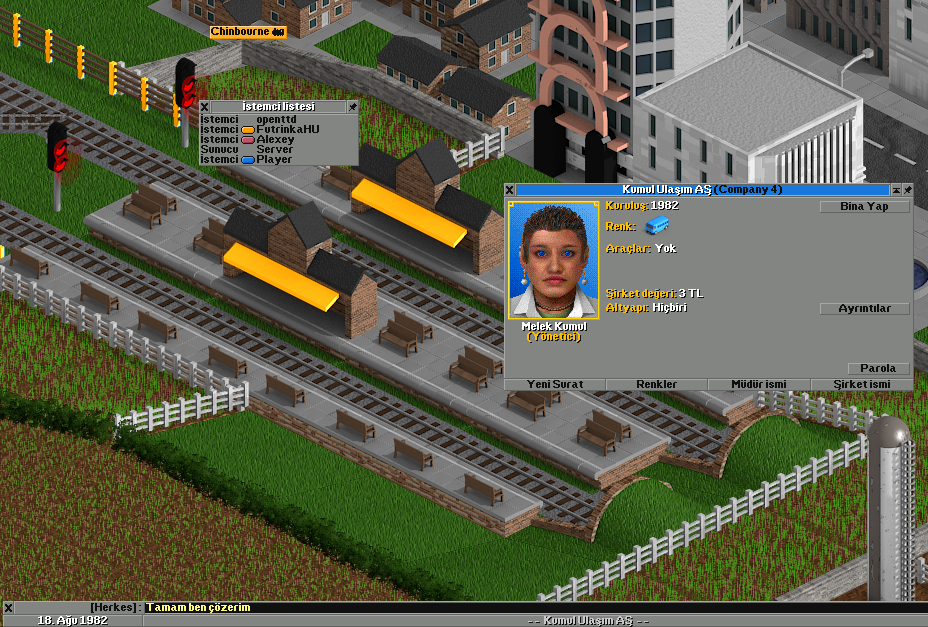 Chinbourne
İstemci listesi
İstemci openttd
İstemci FutrinkaHU
İstemci Alexey
Sunucu Server
İstemci Player
Kumul Ulaşım AŞ (Company 4)
Kuruluş: 1982
Bina Yap
Renk:
Araçlar: Yok
Şirket değeri: 3 TL
Altyapı: Hiçbiri
Ayrıntılar
Melek Kumul
(Yönetici)
Parola
Yeni Surat
Renkler
Müdür ismi
Şirket ismi
[Herkes] : Tamam ben çözerim
18. Ağu 1982
- - Kumul Ulaşım AŞ - -